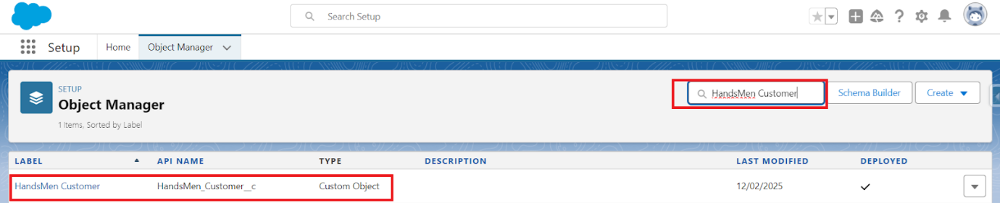 Search Setup
Setup Home Object Manager
SETUP
Object Manager
1 Items, Sorted by Label
HandsMen Customer Schema Builder Create
LABEL API NAME TYPE DESCRIPTION LAST MODIFIED DEPLOYED
HandsMen Customer HandsMen_Customer__c Custom Object 12/02/2025